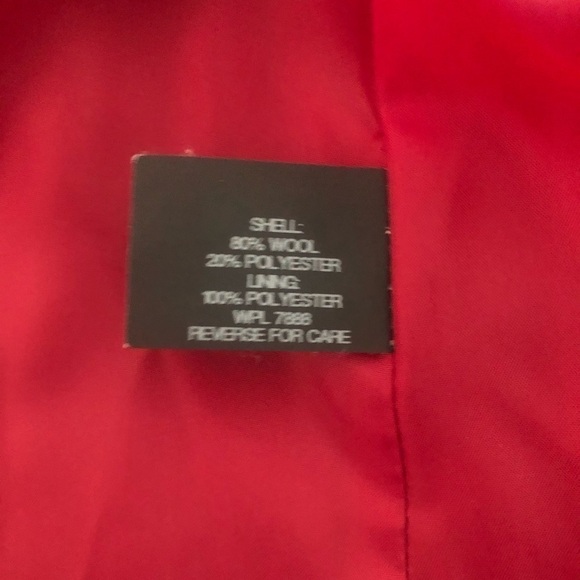 SHELL:
80% WOOL
20% POLYESTER
LINING:
100% POLYESTER
WPL 7888
REVERSE FOR CARE